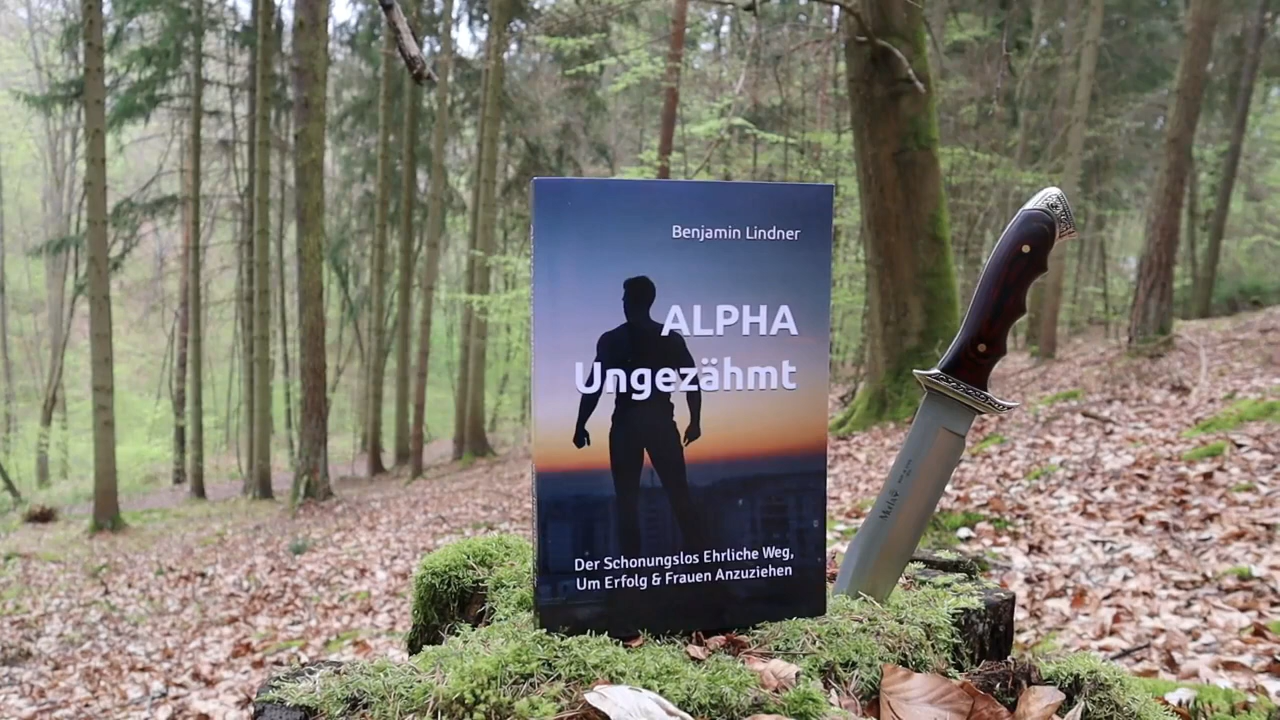 Benjamin Lindner
ALPHA
Ungezähmt
Der Schonungslos Ehrliche Weg,
Um Erfolg & Frauen Anzuziehen